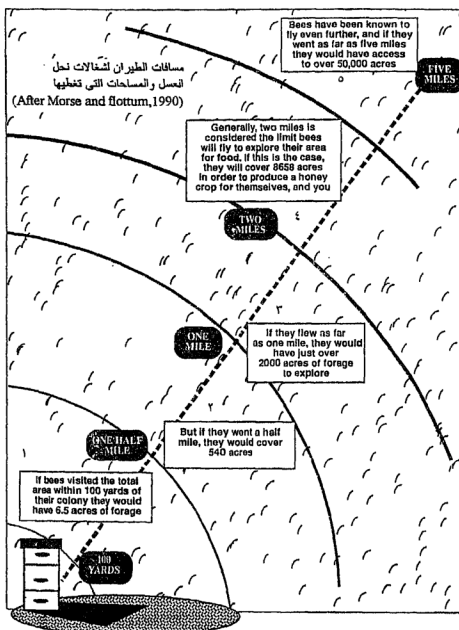 Bees have been known to
fly even further, and if they
went as far as five miles
they would have access
to over 50,000 acres
مسافات الطيران لشغالات نحل
العسل والمساحات التى تغطيها
(After Morse and flottum,1990)
FIVE
MILES
٥
Generally, two miles is
considered the limit bees
will fly to explore their area
for food. If this is the case,
they will cover 8658 acres
in order to produce a honey
crop for themselves, and you
TWO
MILES
٤
٣
ONE
MILE
If they flew as far
as one mile, they would
have just over
2000 acres of forage
to explore
٢
ONE HALF
MILE
But if they went a half
mile, they would cover
540 acres
١
If bees visited the total
area within 100 yards of
their colony they would
have 6.5 acres of forage
100
YARDS